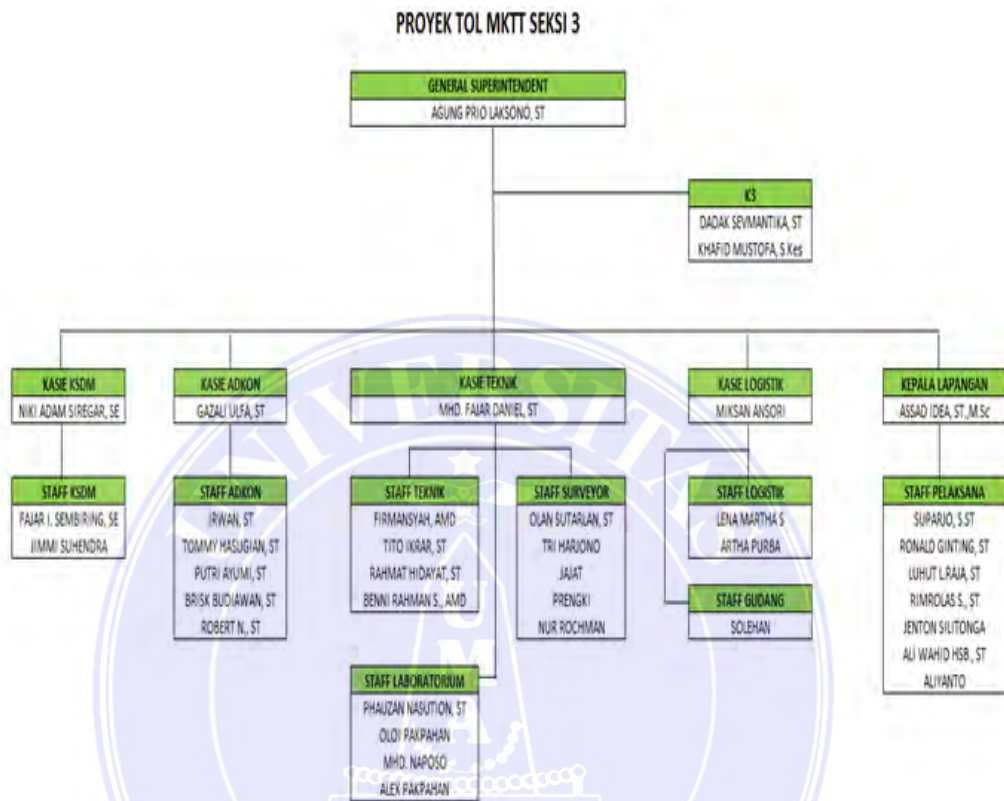 PROYEK TOL MKTT SEKSI 3
GENERAL SUPERINTENDENT
AGUNG PRIO LAKSONO, ST
K3
DADAK SEVMANTIKA, ST
KHAFID MUSTOFA, S.Kes
KASIE KSDM
NIKI ADAM SIREGAR, SE
KASIE ADKON
GAZALI ULFA, ST
KASIE TEKNIK
MHD. FAJAR DANIEL, ST
KASIE LOGISTIK
MIKSAN ANSORI
KEPALA LAPANGAN
ASSAD IDEA, ST.,M.Sc
STAFF KSDM
FAJAR I. SEMBIRING, SE
JIMMI SUHENDRA
STAFF ADKON
IRWAN, ST
TOMMY HASUGIAN, ST
PUTRI AYUMI, ST
BRISK BUDIAWAN, ST
ROBERT N., ST
STAFF TEKNIK
FIRMANSYAH, AMD
TITO IKRAR, ST
RAHMAT HIDAYAT, ST
BENNI RAHMAN S., AMD
STAFF SURVEYOR
OLAN SUTARLAN, ST
TRI HARJONO
JAJAT
PRENGKI
NUR ROCHMAN
STAFF LOGISTIK
LENA MARTHA S
ARTHA PURBA
STAFF GUDANG
SOLEHAN
STAFF PELAKSANA
SUPARJO, S.ST
RONALD GINTING, ST
LUHUT L.RAJA, ST
RIMROLAS S., ST
JENTON SILITONGA
ALI WAHID HSB., ST
ALIYANTO
STAFF LABORATORIUM
PHAUZAN NASUTION, ST
OLOI PAKPAHAN
MHD. NAPOSO
ALEX PAKPAHAN
UNIVERSITAS
UMA